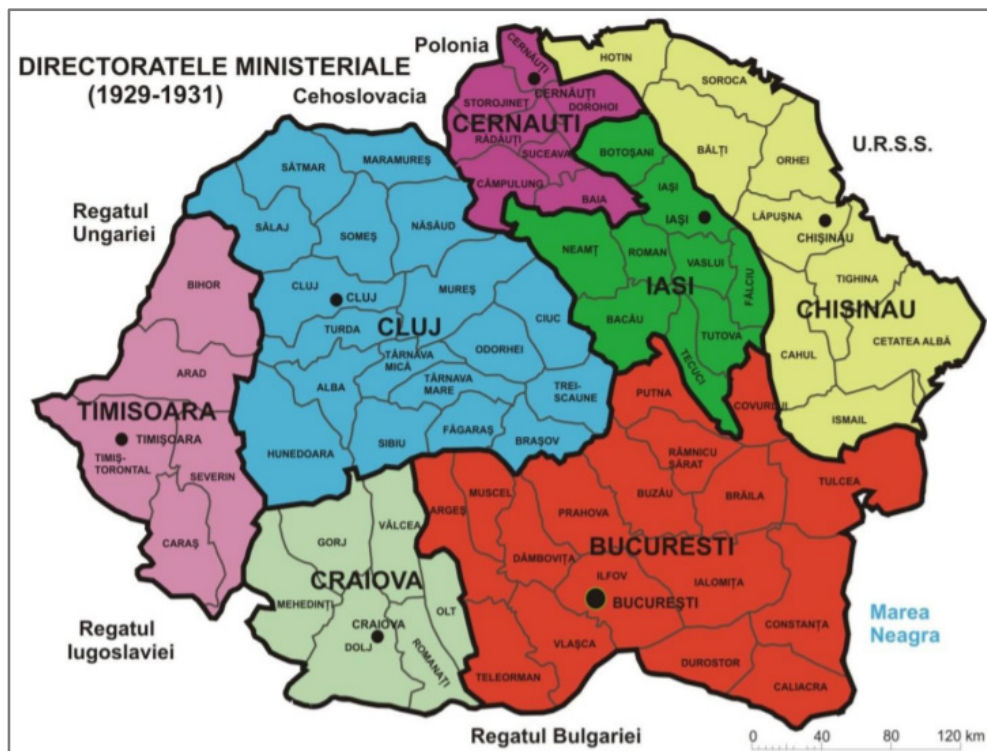 DIRECTORATELE MINISTERIALE
(1929-1931)
Polonia
Cehoslovacia
U.R.S.S.
Regatul
Ungariei
Regatul
Iugoslaviei
Regatul Bulgariei
Marea
Neagra
CERNAUTI
CERNĂUȚI
CERNĂUȚI
STOROJINEȚ
DOROHOI
RĂDĂUȚI
SUCEAVA
CÂMPULUNG
BAIA
CHISINAU
HOTIN
SOROCA
BĂLȚI
ORHEI
LĂPUȘNA
CHIȘINĂU
TIGHINA
CETATEA ALBĂ
CAHUL
ISMAIL
IASI
BOTOȘANI
IAȘI
IAȘI
NEAMȚ
ROMAN
VASLUI
FĂLCIU
BACĂU
TUTOVA
TECUCI
CLUJ
SĂTMAR
MARAMUREȘ
SĂLAJ
SOMEȘ
NĂSĂUD
CLUJ
CLUJ
MUREȘ
TURDA
CIUC
ODORHEI
TÂRNAVA
MICĂ
TÂRNAVA
MARE
ALBA
TREI-
SCAUNE
FĂGARAȘ
BRAȘOV
SIBIU
HUNEDOARA
TIMISOARA
BIHOR
ARAD
TIMIȘOARA
TIMIȘ-
TORONTAL
SEVERIN
CARAȘ
CRAIOVA
GORJ
VÂLCEA
MEHEDINȚI
OLT
CRAIOVA
DOLJ
ROMANAȚI
BUCURESTI
PUTNA
COVURLUI
RÂMNICU
SĂRAT
TULCEA
ARGEȘ
MUSCEL
BUZĂU
BRĂILA
PRAHOVA
DÂMBOVIȚA
ILFOV
IALOMIȚA
BUCUREȘTI
CONSTANȚA
VLAȘCA
TELEORMAN
DUROSTOR
CALIACRA
0 40 80 120 km